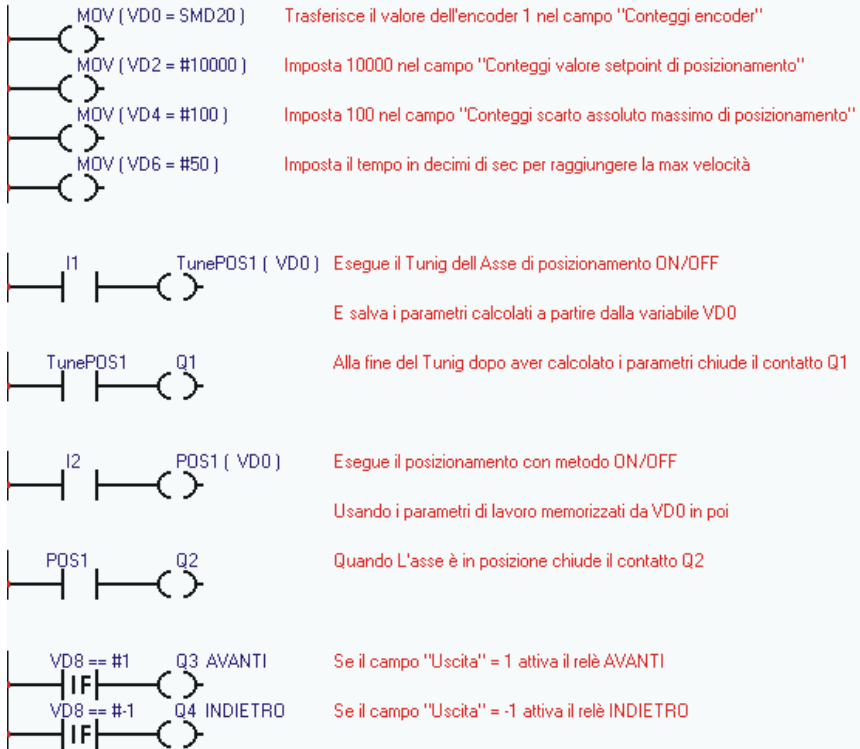 MOV ( VD0 = SMD20 ) Trasferisce il valore dell'encoder 1 nel campo "Conteggi encoder"
MOV ( VD2 = #10000 ) Imposta 10000 nel campo "Conteggi valore setpoint di posizionamento"
MOV ( VD4 = #100 ) Imposta 100 nel campo "Conteggi scarto assoluto massimo di posizionamento"
MOV ( VD6 = #50 ) Imposta il tempo in decimi di sec per raggiungere la max velocità
I1 TunePOS1 ( VD0 ) Esegue il Tunig dell Asse di posizionamento ON/OFF
E salva i parametri calcolati a partire dalla variabile VD0
TunePOS1 Q1 Alla fine del Tunig dopo aver calcolato i parametri chiude il contatto Q1
I2 POS1 ( VD0 ) Esegue il posizionamento con metodo ON/OFF
Usando i parametri di lavoro memorizzati da VD0 in poi
POS1 Q2 Quando L'asse è in posizione chiude il contatto Q2
VD8 == #1 Q3 AVANTI Se il campo "Uscita" = 1 attiva il relè AVANTI
IF
VD8 == #-1 Q4 INDIETRO Se il campo "Uscita" = -1 attiva il relè INDIETRO
IF